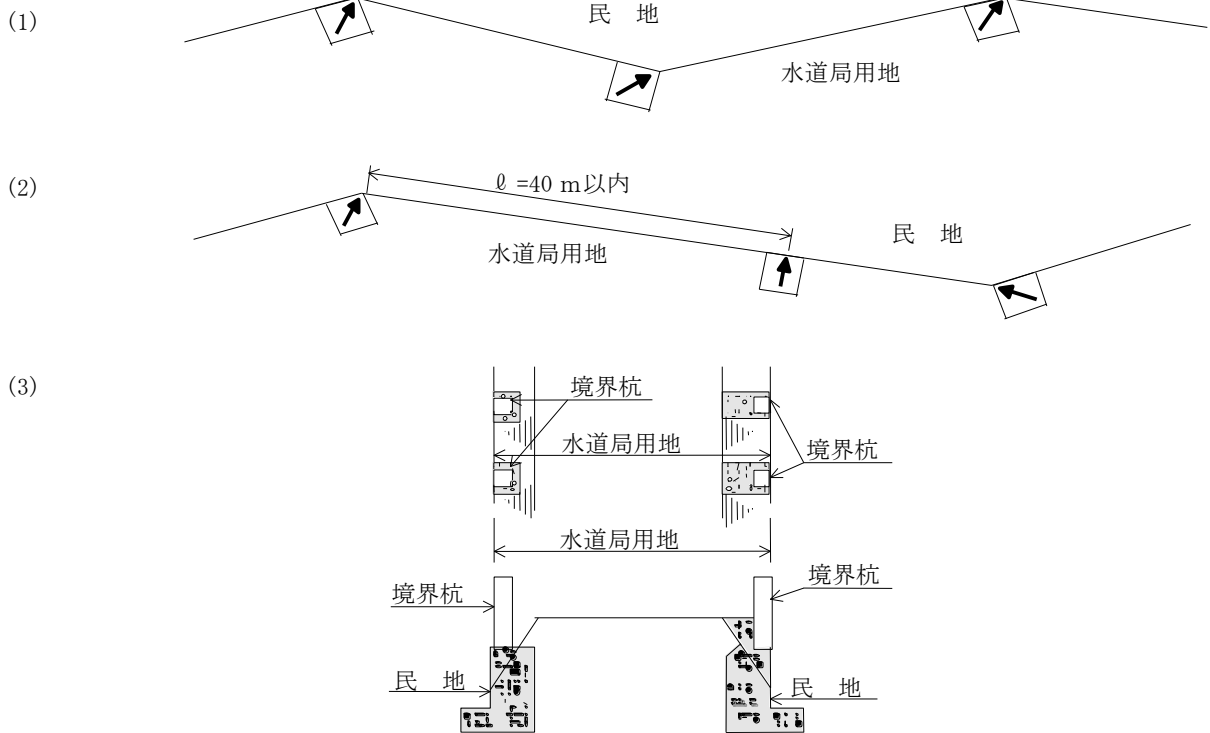 (1)
民　地
水道局用地
(2)
ℓ =40 m以内
民　地
水道局用地
(3)
境界杭
水道局用地
境界杭
水道局用地
境界杭
境界杭
民　地
民　地